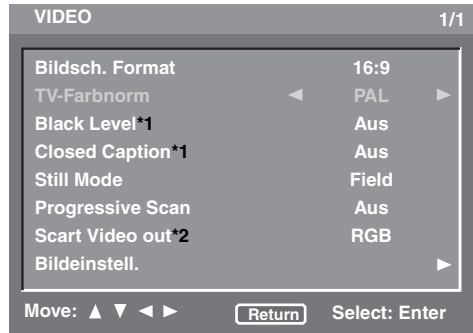 VIDEO 1/1
Bildsch. Format 16:9
TV-Farbnorm ◀ PAL ▶
Black Level*1 Aus
Closed Caption*1 Aus
Still Mode Field
Progressive Scan Aus
Scart Video out*2 RGB
Bildeinstell. ▶
Move: ▲ ▼ ◀ ▶ Return Select: Enter